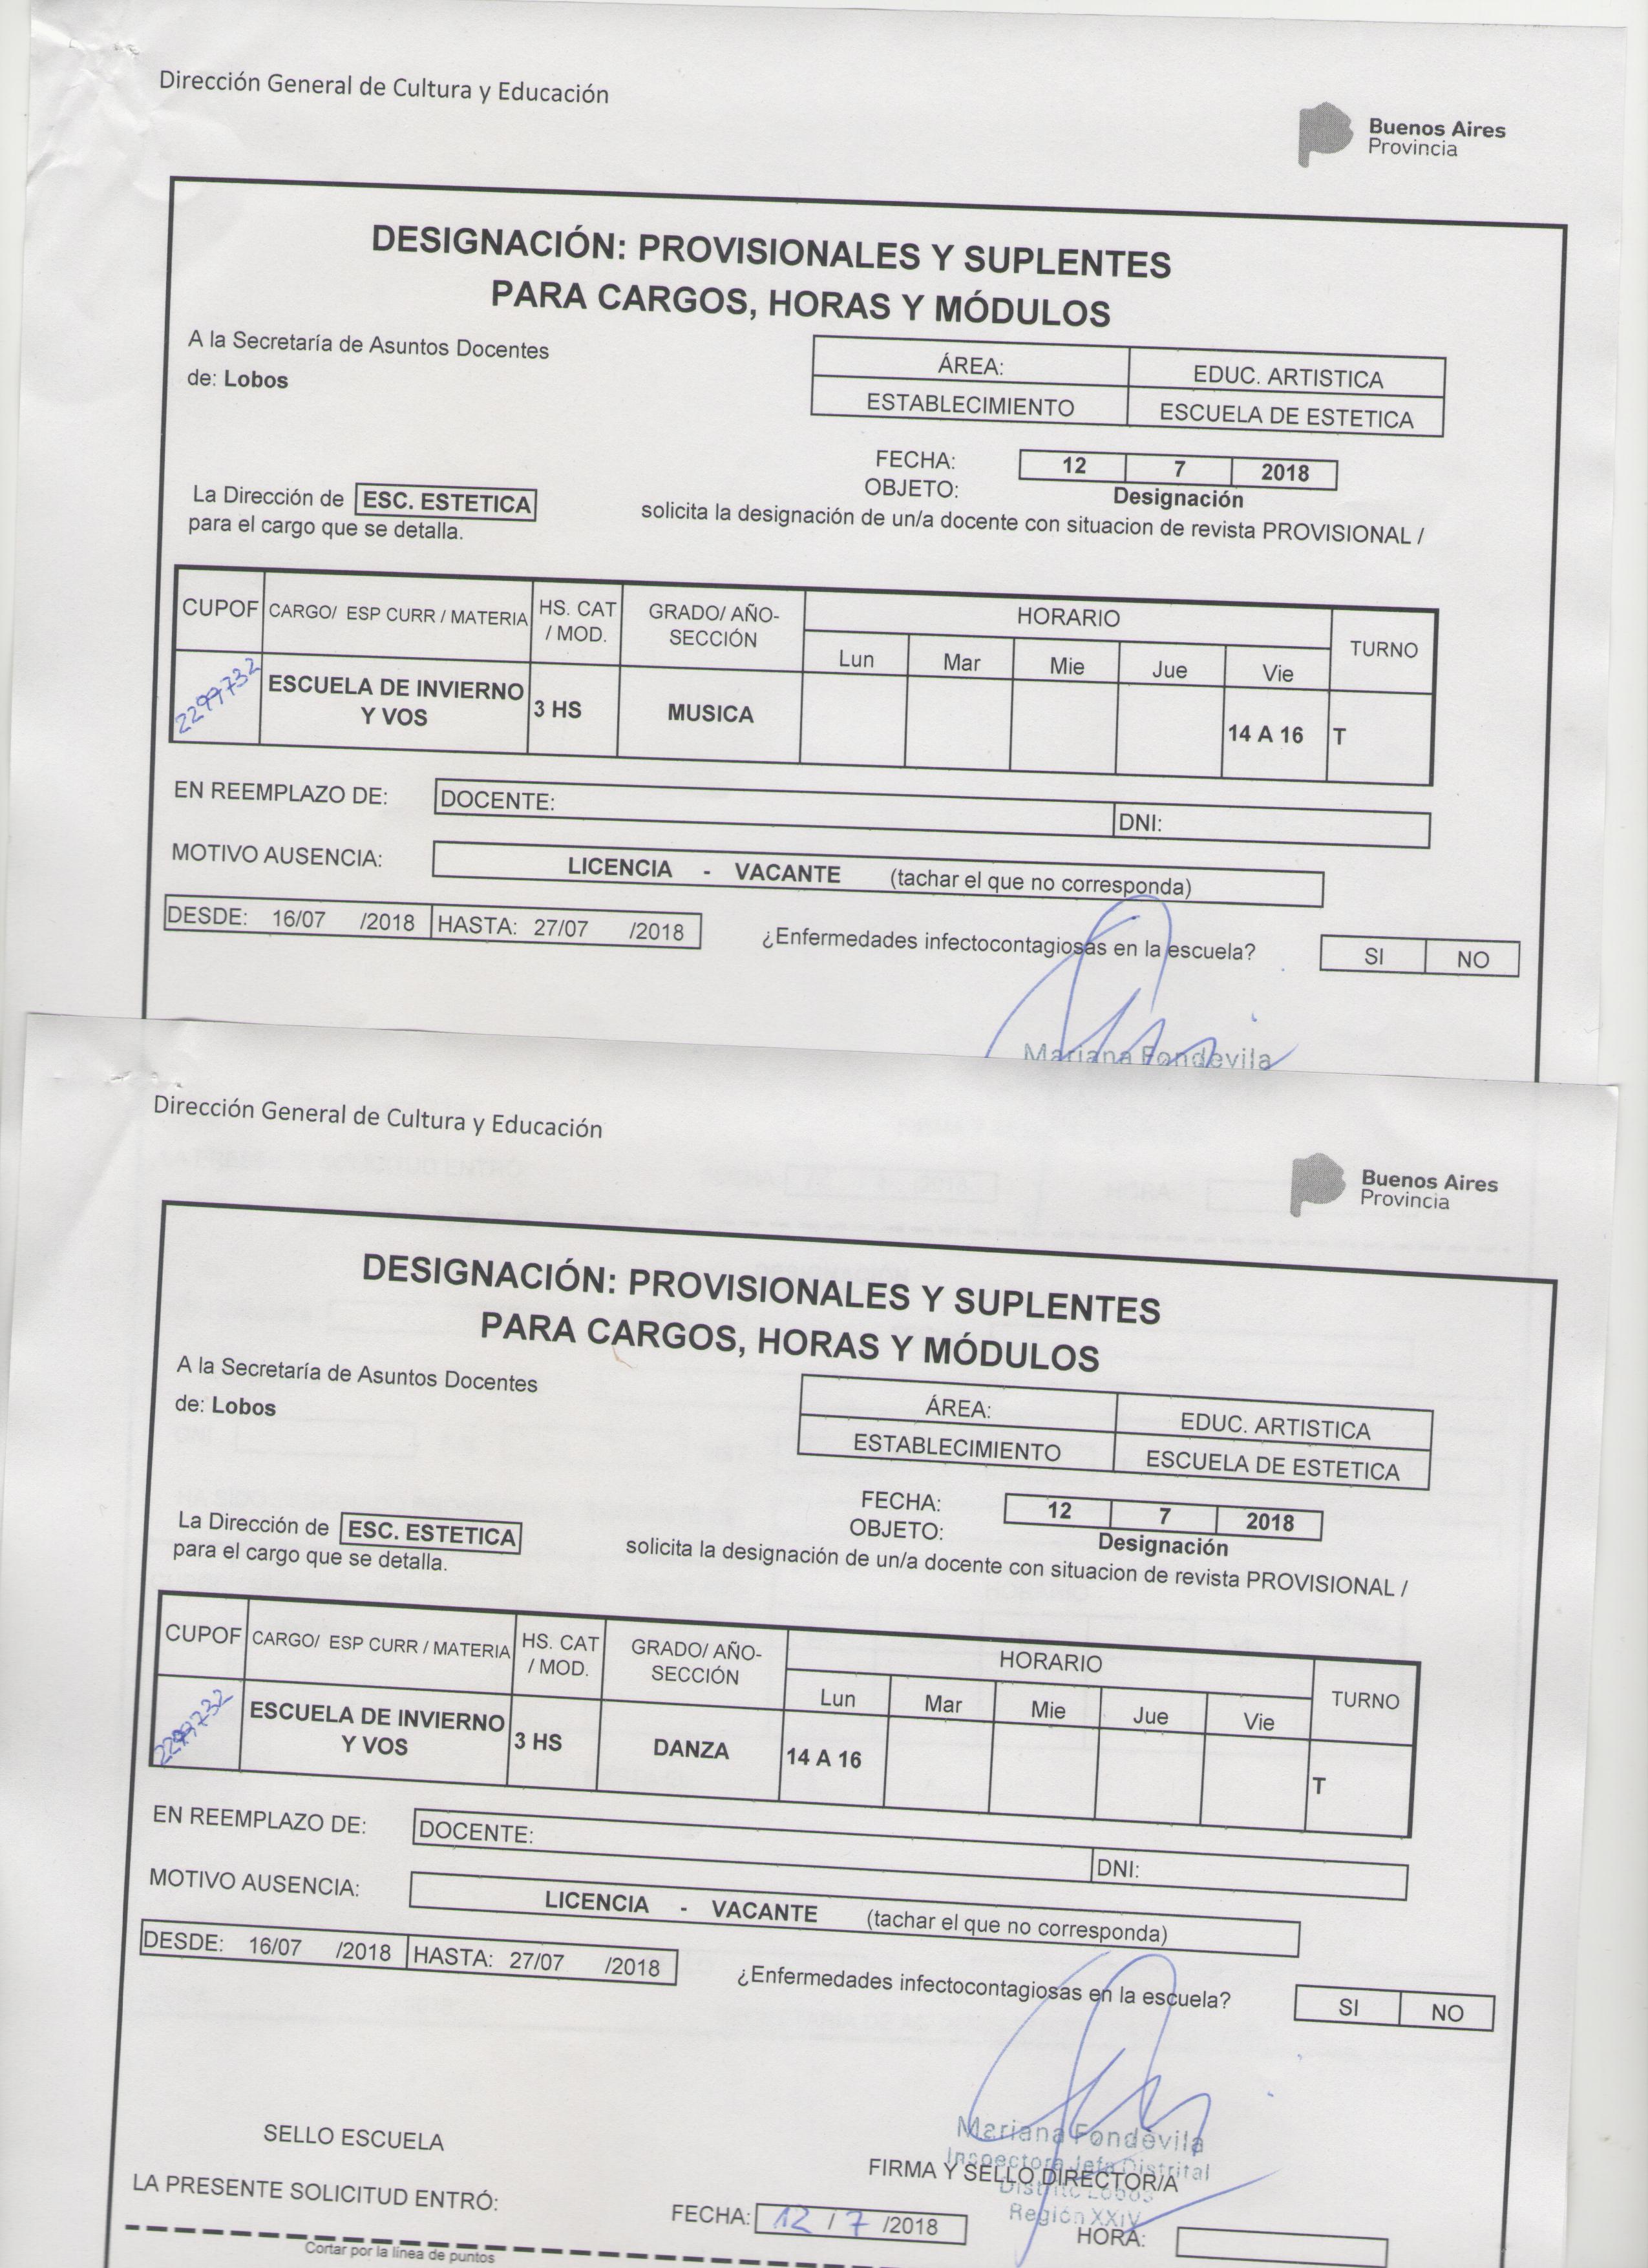 Dirección General de Cultura y Educación
Buenos Aires
Provincia
DESIGNACIÓN: PROVISIONALES Y SUPLENTES
PARA CARGOS, HORAS Y MÓDULOS
A la Secretaría de Asuntos Docentes
de: Lobos
ÁREA: EDUC. ARTISTICA
ESTABLECIMIENTO ESCUELA DE ESTETICA
FECHA: 12 7 2018
OBJETO: Designación
La Dirección de ESC. ESTETICA solicita la designación de un/a docente con situacion de revista PROVISIONAL /
para el cargo que se detalla.
CUPOF CARGO/ ESP CURR / MATERIA HS. CAT / MOD. GRADO/ AÑO- SECCIÓN HORARIO TURNO
Lun Mar Mie Jue Vie
2299732 ESCUELA DE INVIERNO Y VOS 3 HS MUSICA 14 A 16 T
EN REEMPLAZO DE: DOCENTE: DNI:
MOTIVO AUSENCIA: LICENCIA - VACANTE (tachar el que no corresponda)
DESDE: 16/07 /2018 HASTA: 27/07 /2018 ¿Enfermedades infectocontagiosas en la escuela? SI NO
Mariana Fondevila
Dirección General de Cultura y Educación
Buenos Aires
Provincia
DESIGNACIÓN: PROVISIONALES Y SUPLENTES
PARA CARGOS, HORAS Y MÓDULOS
A la Secretaría de Asuntos Docentes
de: Lobos
ÁREA: EDUC. ARTISTICA
ESTABLECIMIENTO ESCUELA DE ESTETICA
FECHA: 12 7 2018
OBJETO: Designación
La Dirección de ESC. ESTETICA solicita la designación de un/a docente con situacion de revista PROVISIONAL /
para el cargo que se detalla.
CUPOF CARGO/ ESP CURR / MATERIA HS. CAT / MOD. GRADO/ AÑO- SECCIÓN HORARIO TURNO
Lun Mar Mie Jue Vie
2299732 ESCUELA DE INVIERNO Y VOS 3 HS DANZA 14 A 16 T
EN REEMPLAZO DE: DOCENTE: DNI:
MOTIVO AUSENCIA: LICENCIA - VACANTE (tachar el que no corresponda)
DESDE: 16/07 /2018 HASTA: 27/07 /2018 ¿Enfermedades infectocontagiosas en la escuela? SI NO
SELLO ESCUELA
Mariana Fondevila
Inspectora Jefe Distrital
FIRMA Y SELLO DIRECTOR/A
Distrito Lobos
Región XXIV
LA PRESENTE SOLICITUD ENTRÓ: FECHA: 12 / 7 /2018 HORA:
Cortar por la línea de puntos